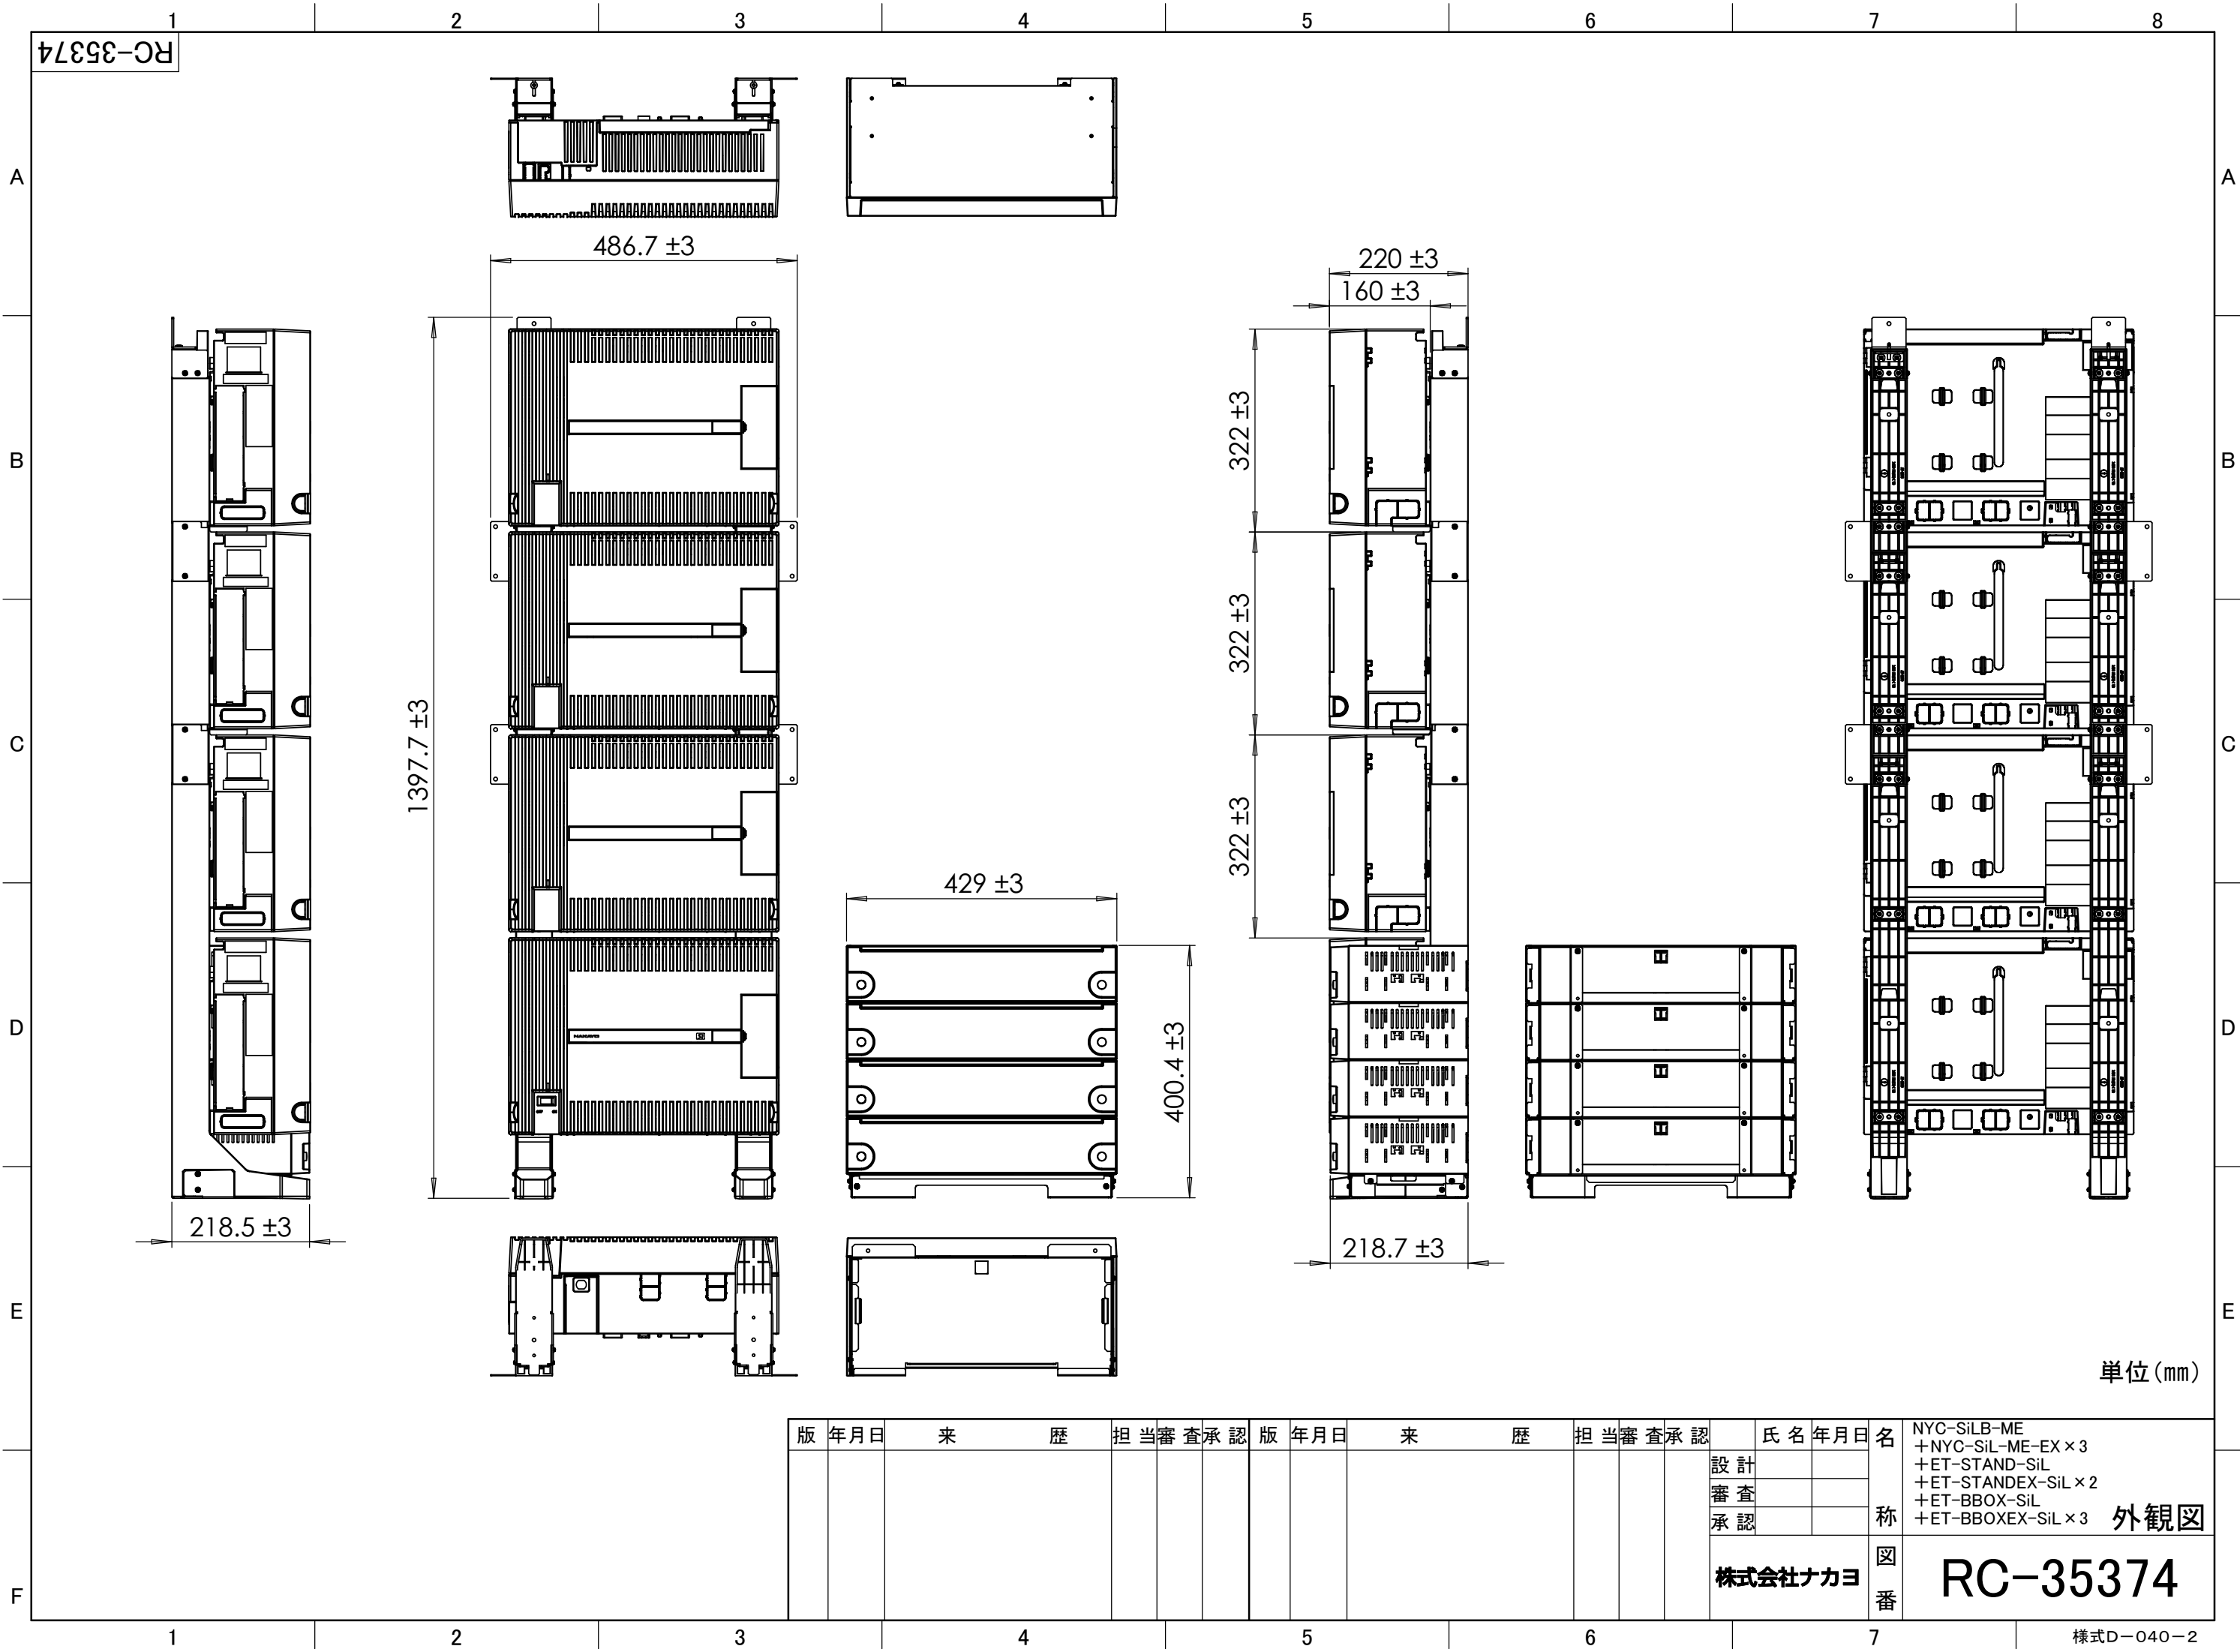 1 2 3 4 5 6 7 8
RC-35374
A A
486.7 ±3
220 ±3
160 ±3
B B
322 ±3
322 ±3
C C
1397.7 ±3
322 ±3
429 ±3
D D
400.4 ±3
218.5 ±3
218.7 ±3
E E
単位(mm)
版 年月日 来歴 担当 審査 承認 版 年月日 来歴 担当 審査 承認 氏名 年月日 名称
設計
審査
承認
NYC-SiLB-ME
+NYC-SiL-ME-EX×3
+ET-STAND-SiL
+ET-STANDEX-SiL×2
+ET-BBOX-SiL
+ET-BBOXEX-SiL×3 外観図
株式会社ナカヨ
図番
RC-35374
F
1 2 3 4 5 6 7
様式D-040-2